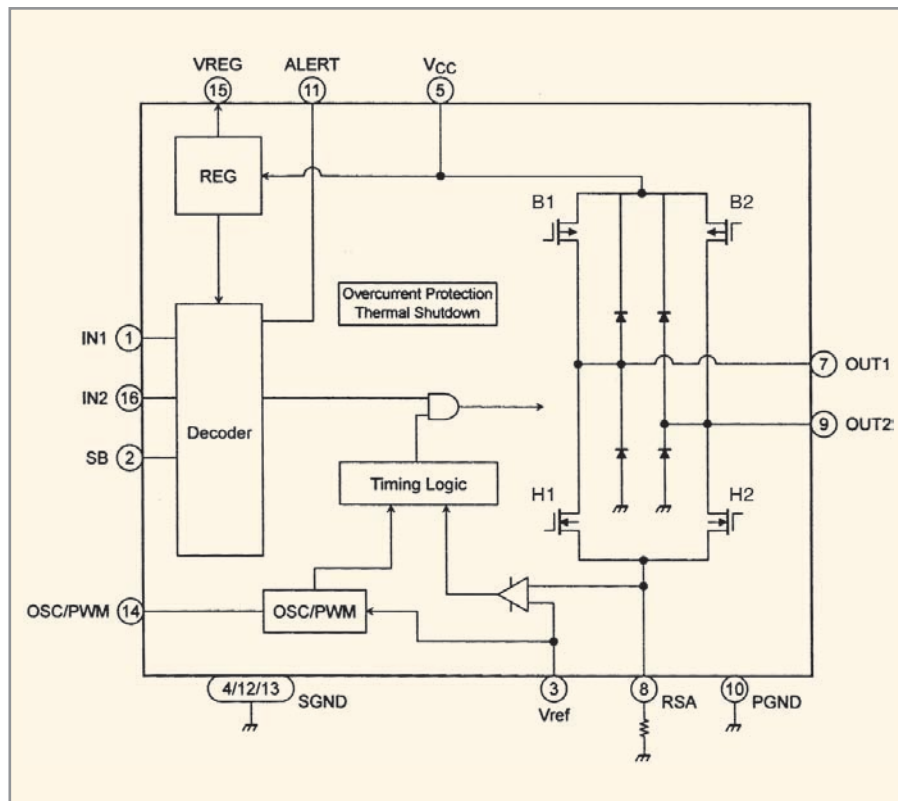 VREG ALERT VCC
15 11 5
REG
B1 B2
Overcurrent Protection
Thermal Shutdown
IN1 1
7 OUT1
IN2 16
9 OUT2
Decoder
SB 2
Timing Logic
H1 H2
OSC/PWM 14
OSC/PWM
4/12/13 SGND
3 8 RSA 10 PGND
Vref